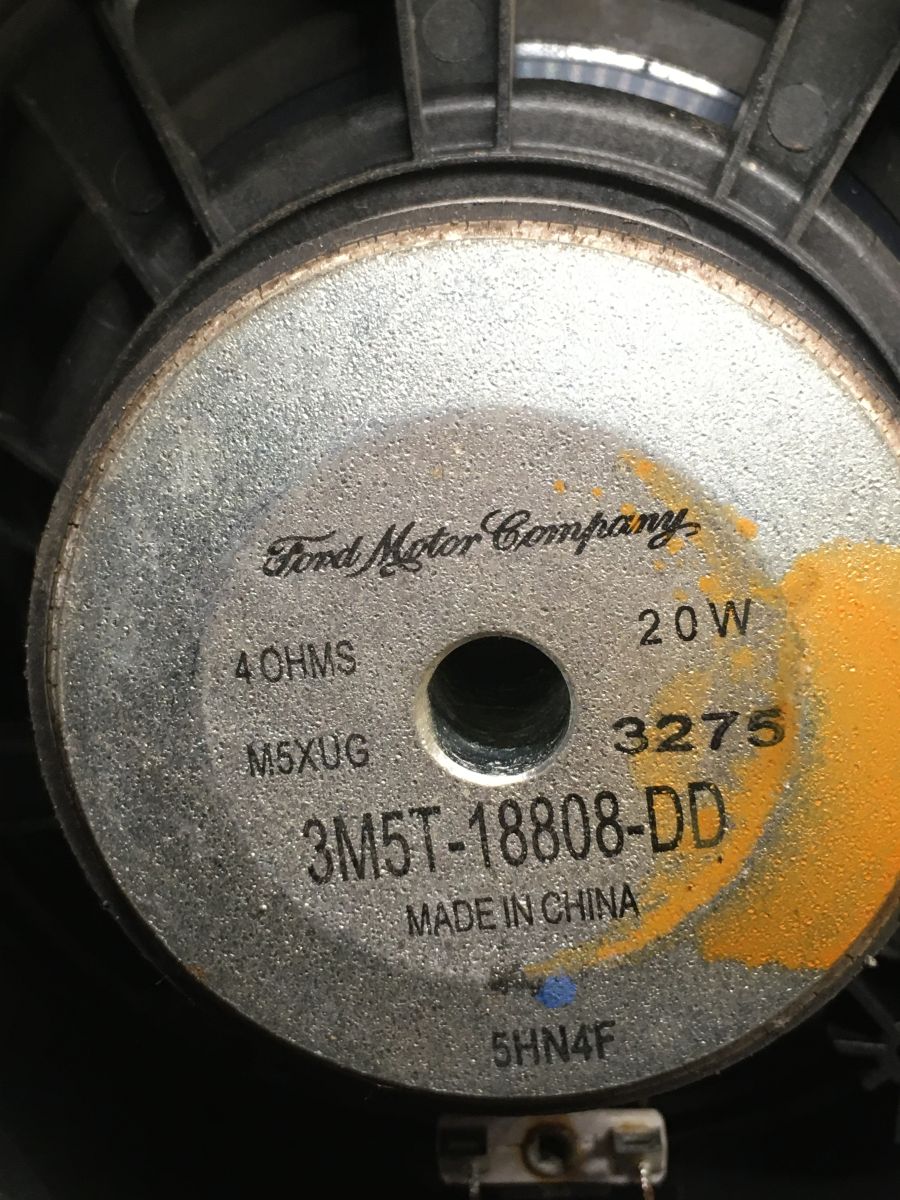 Ford Motor Company
4 OHMS 20W
M5XUG 3275
3M5T-18808-DD
MADE IN CHINA
5HN4F